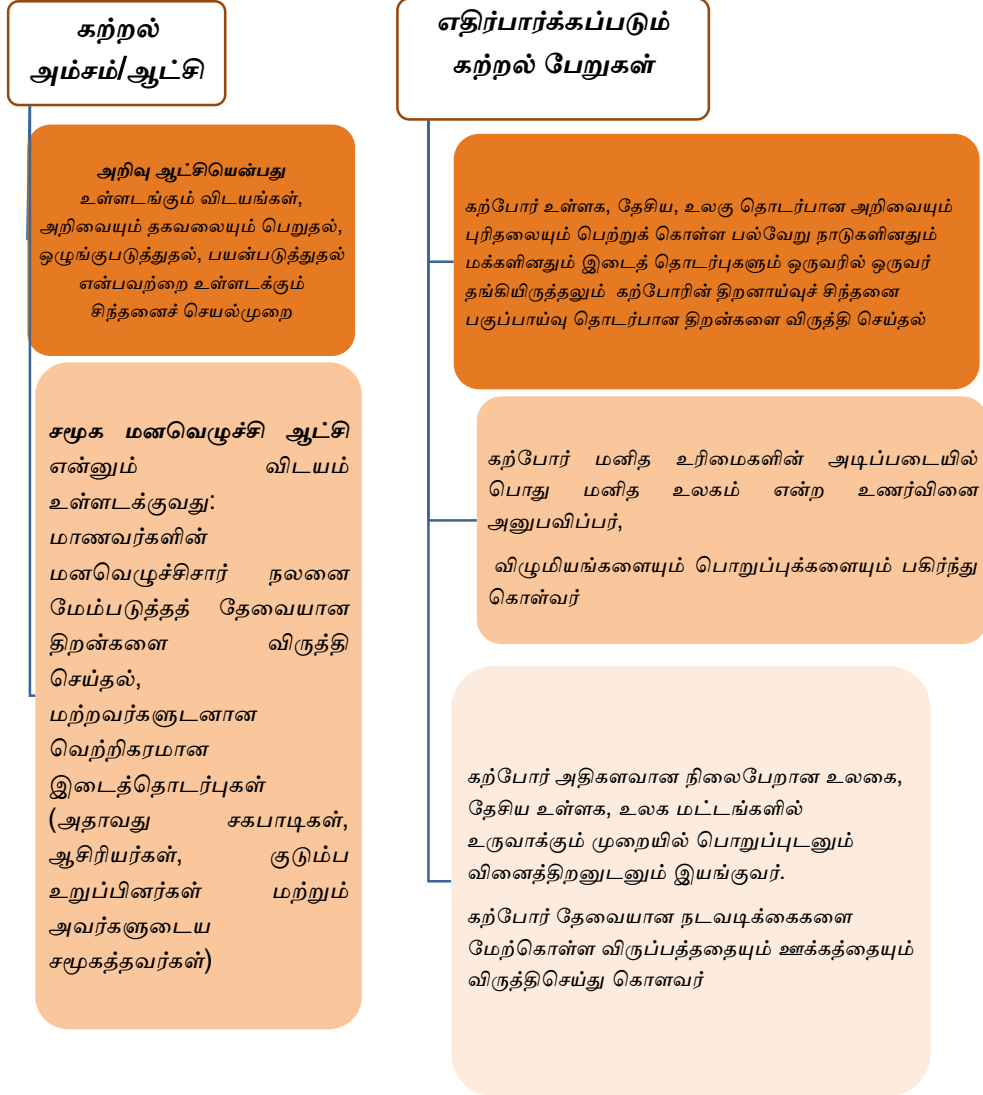 கற்றல்
அம்சம்/ஆட்சி
அறிவு ஆட்சியென்பது
உள்ளடங்கும் விடயங்கள்,
அறிவையும் தகவலையும் பெறுதல்,
ஒழுங்குபடுத்துதல், பயன்படுத்துதல்
என்பவற்றை உள்ளடக்கும்
சிந்தனைச் செயல்முறை
சமூக மனவெழுச்சி ஆட்சி
என்னும் விடயம்
உள்ளடக்குவது:
மாணவர்களின்
மனவெழுச்சிசார் நலனை
மேம்படுத்தத் தேவையான
திறன்களை விருத்தி
செய்தல்,
மற்றவர்களுடனான
வெற்றிகரமான
இடைத்தொடர்புகள்
(அதாவது சகபாடிகள்,
ஆசிரியர்கள், குடும்ப
உறுப்பினர்கள் மற்றும்
அவர்களுடைய
சமூகத்தவர்கள்)
எதிர்பார்க்கப்படும்
கற்றல் பேறுகள்
கற்போர் உள்ளக, தேசிய, உலகு தொடர்பான அறிவையும்
புரிதலையும் பெற்றுக் கொள்ள பல்வேறு நாடுகளினதும்
மக்களினதும் இடைத் தொடர்புகளும் ஒருவரில் ஒருவர்
தங்கியிருத்தலும் கற்போரின் திறனாய்வுச் சிந்தனை
பகுப்பாய்வு தொடர்பான திறன்களை விருத்தி செய்தல்
கற்போர் மனித உரிமைகளின் அடிப்படையில்
பொது மனித உலகம் என்ற உணர்வினை
அனுபவிப்பர்,
விழுமியங்களையும் பொறுப்புக்களையும் பகிர்ந்து
கொள்வர்
கற்போர் அதிகளவான நிலைபேறான உலகை,
தேசிய உள்ளக, உலக மட்டங்களில்
உருவாக்கும் முறையில் பொறுப்புடனும்
வினைத்திறனுடனும் இயங்குவர்.
கற்போர் தேவையான நடவடிக்கைகளை
மேற்கொள்ள விருப்பத்ததையும் ஊக்கத்தையும்
விருத்திசெய்து கொளவர்